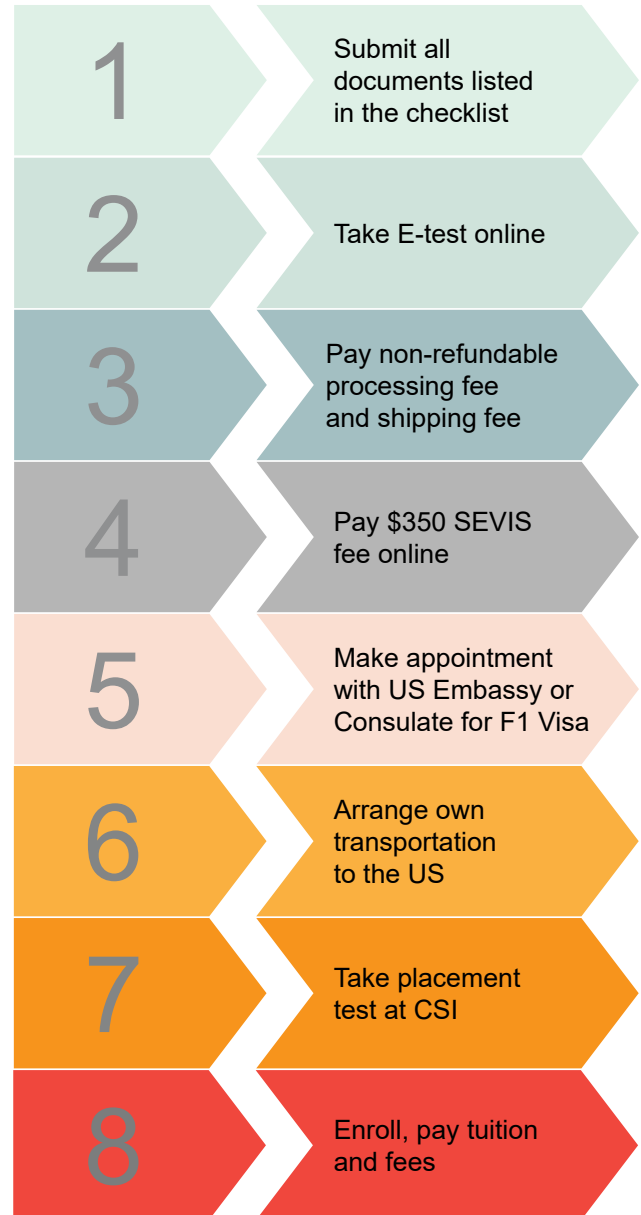 1
Submit all
documents listed
in the checklist
2
Take E-test online
3
Pay non-refundable
processing fee
and shipping fee
4
Pay $350 SEVIS
fee online
5
Make appointment
with US Embassy or
Consulate for F1 Visa
6
Arrange own
transportation
to the US
7
Take placement
test at CSI
8
Enroll, pay tuition
and fees